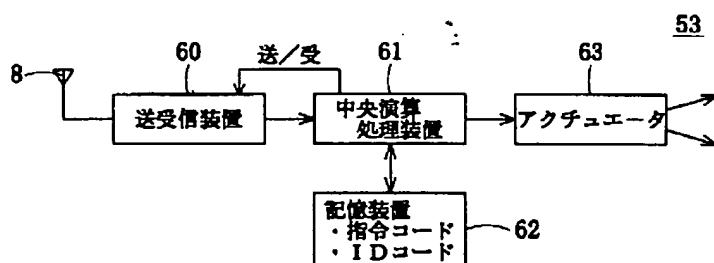 53
8
60
送/受
61
63
送受信装置
中央演算
処理装置
アクチュエータ
記憶装置
・指令コード
・IDコード
62